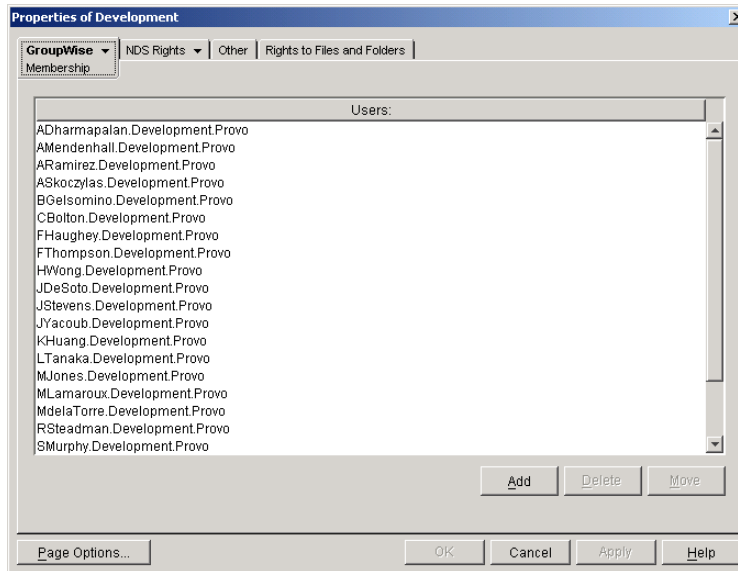 Properties of Development
GroupWise NDS Rights Other Rights to Files and Folders
Membership
Users:
ADharmapalan.Development.Provo
AMendenhall.Development.Provo
ARamirez.Development.Provo
ASkoczylas.Development.Provo
BGelsomino.Development.Provo
CBolton.Development.Provo
FHaughey.Development.Provo
FThompson.Development.Provo
HWong.Development.Provo
JDeSoto.Development.Provo
JStevens.Development.Provo
JYacoub.Development.Provo
KHuang.Development.Provo
LTanaka.Development.Provo
MJones.Development.Provo
MLamaroux.Development.Provo
MdelaTorre.Development.Provo
RSteadman.Development.Provo
SMurphy.Development.Provo
Add Delete Move
Page Options... OK Cancel Apply Help